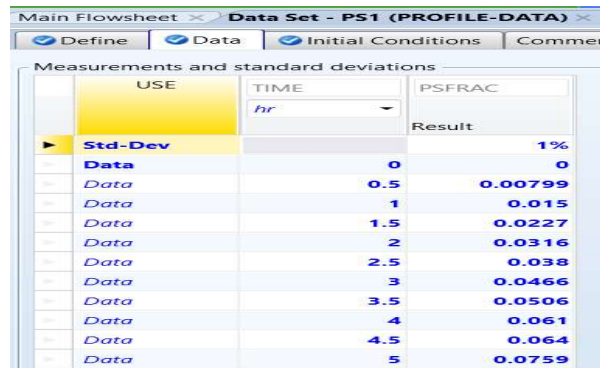 Main Flowsheet × Data Set - PS1 (PROFILE-DATA) ×
Define Data Initial Conditions
Measurements and standard deviations
USE TIME PSFRAC
hr
Result
Std-Dev 1%
Data 0 0
Data 0.5 0.00799
Data 1 0.015
Data 1.5 0.0227
Data 2 0.0316
Data 2.5 0.038
Data 3 0.0466
Data 3.5 0.0506
Data 4 0.061
Data 4.5 0.064
Data 5 0.0759